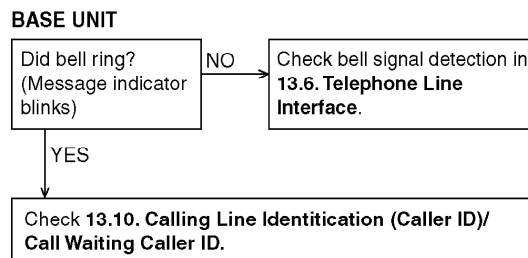 BASE UNIT
Did bell ring?
(Message indicator
blinks)
NO
Check bell signal detection in
13.6. Telephone Line
Interface.
YES
Check 13.10. Calling Line Identitication (Caller ID)/
Call Waiting Caller ID.